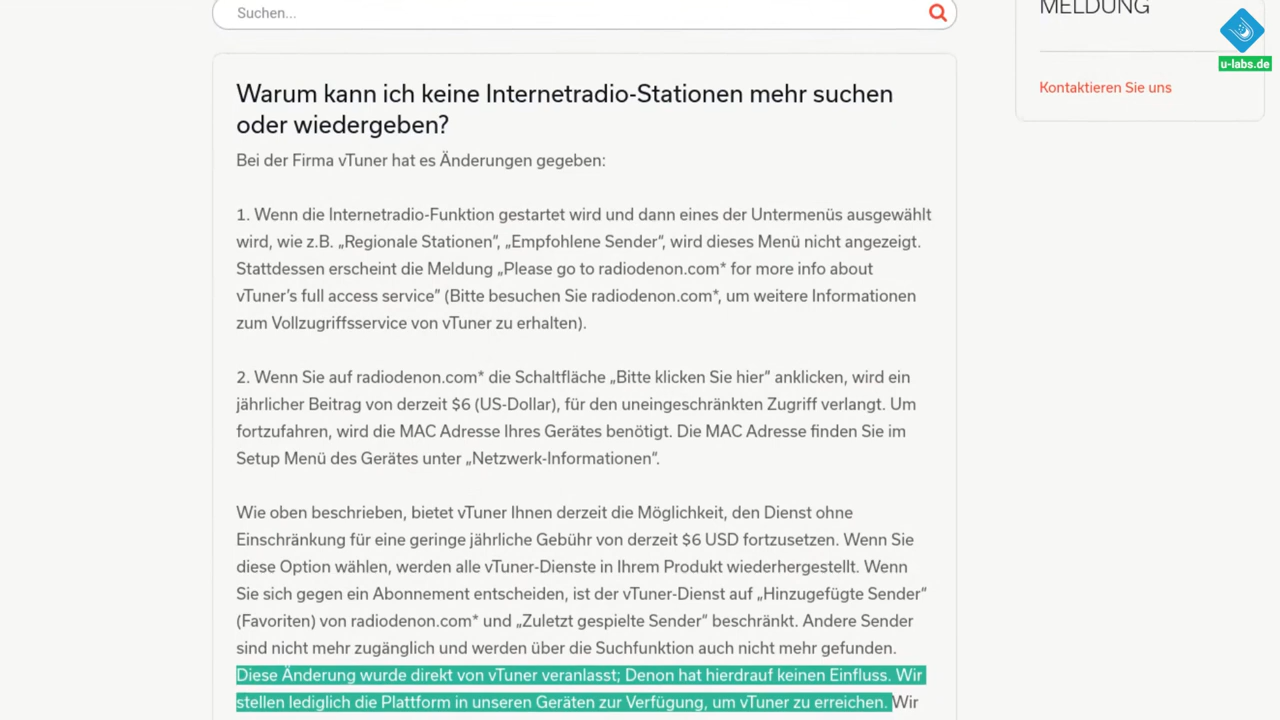 Suchen...
MELDUNG
u-labs.de
Kontaktieren Sie uns
Warum kann ich keine Internetradio-Stationen mehr suchen
oder wiedergeben?
Bei der Firma vTuner hat es Änderungen gegeben:
1. Wenn die Internetradio-Funktion gestartet wird und dann eines der Untermenüs ausgewählt
wird, wie z.B. „Regionale Stationen“, „Empfohlene Sender“, wird dieses Menü nicht angezeigt.
Stattdessen erscheint die Meldung „Please go to radiodenon.com* for more info about
vTuner’s full access service” (Bitte besuchen Sie radiodenon.com*, um weitere Informationen
zum Vollzugriffsservice von vTuner zu erhalten).
2. Wenn Sie auf radiodenon.com* die Schaltfläche „Bitte klicken Sie hier” anklicken, wird ein
jährlicher Beitrag von derzeit $6 (US-Dollar), für den uneingeschränkten Zugriff verlangt. Um
fortzufahren, wird die MAC Adresse Ihres Gerätes benötigt. Die MAC Adresse finden Sie im
Setup Menü des Gerätes unter „Netzwerk-Informationen“.
Wie oben beschrieben, bietet vTuner Ihnen derzeit die Möglichkeit, den Dienst ohne
Einschränkung für eine geringe jährliche Gebühr von derzeit $6 USD fortzusetzen. Wenn Sie
diese Option wählen, werden alle vTuner-Dienste in Ihrem Produkt wiederhergestellt. Wenn
Sie sich gegen ein Abonnement entscheiden, ist der vTuner-Dienst auf „Hinzugefügte Sender”
(Favoriten) von radiodenon.com* und „Zuletzt gespielte Sender” beschränkt. Andere Sender
sind nicht mehr zugänglich und werden über die Suchfunktion auch nicht mehr gefunden.
Diese Änderung wurde direkt von vTuner veranlasst; Denon hat hierdrauf keinen Einfluss. Wir
stellen lediglich die Plattform in unseren Geräten zur Verfügung, um vTuner zu erreichen. Wir